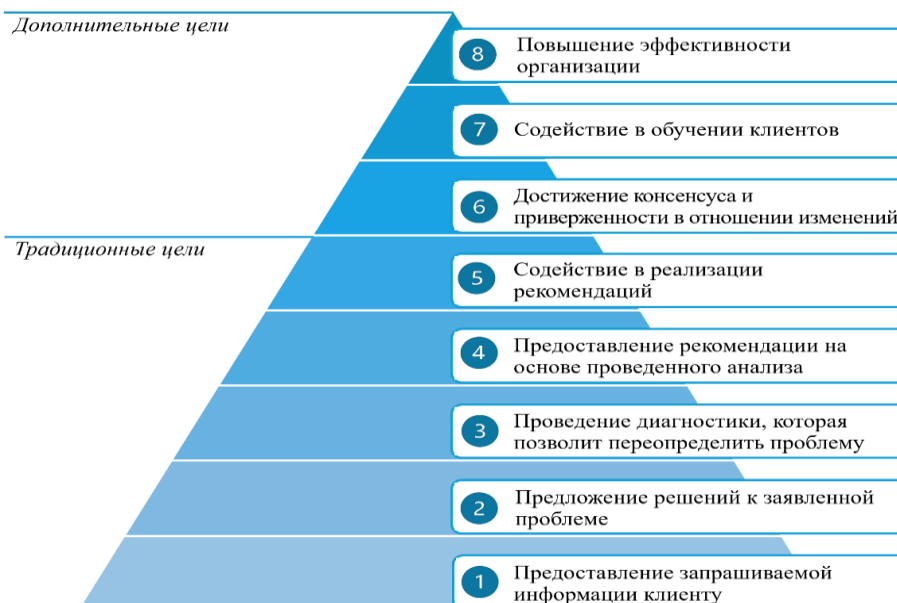 Дополнительные цели
8 Повышение эффективности
организации
7 Содействие в обучении клиентов
6 Достижение консенсуса и
приверженности в отношении изменений
Традиционные цели
5 Содействие в реализации
рекомендаций
4 Предоставление рекомендации на
основе проведенного анализа
3 Проведение диагностики, которая
позволит переопределить проблему
2 Предложение решений к заявленной
проблеме
1 Предоставление запрашиваемой
информации клиенту